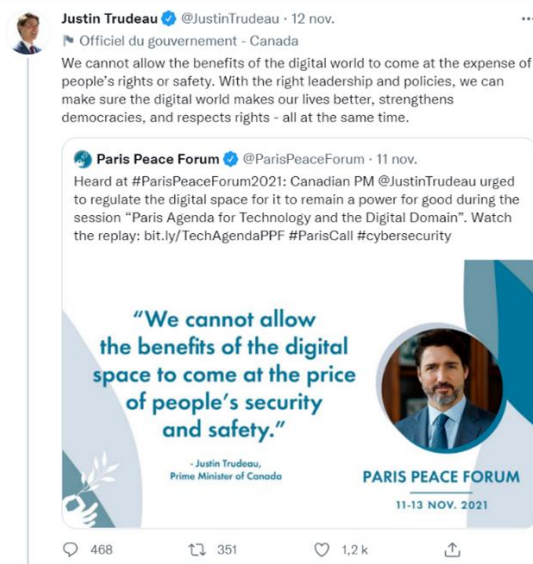 Justin Trudeau @JustinTrudeau · 12 nov.
Officiel du gouvernement - Canada
We cannot allow the benefits of the digital world to come at the expense of
people's rights or safety. With the right leadership and policies, we can
make sure the digital world makes our lives better, strengthens
democracies, and respects rights - all at the same time.
Paris Peace Forum @ParisPeaceForum · 11 nov.
Heard at #ParisPeaceForum2021: Canadian PM @JustinTrudeau urged
to regulate the digital space for it to remain a power for good during the
session “Paris Agenda for Technology and the Digital Domain”. Watch
the replay: bit.ly/TechAgendaPPF #ParisCall #cybersecurity
“We cannot allow
the benefits of the digital
space to come at the price
of people's security
and safety.”
- Justin Trudeau,
Prime Minister of Canada
PARIS PEACE FORUM
11-13 NOV. 2021
468 351 1,2 k